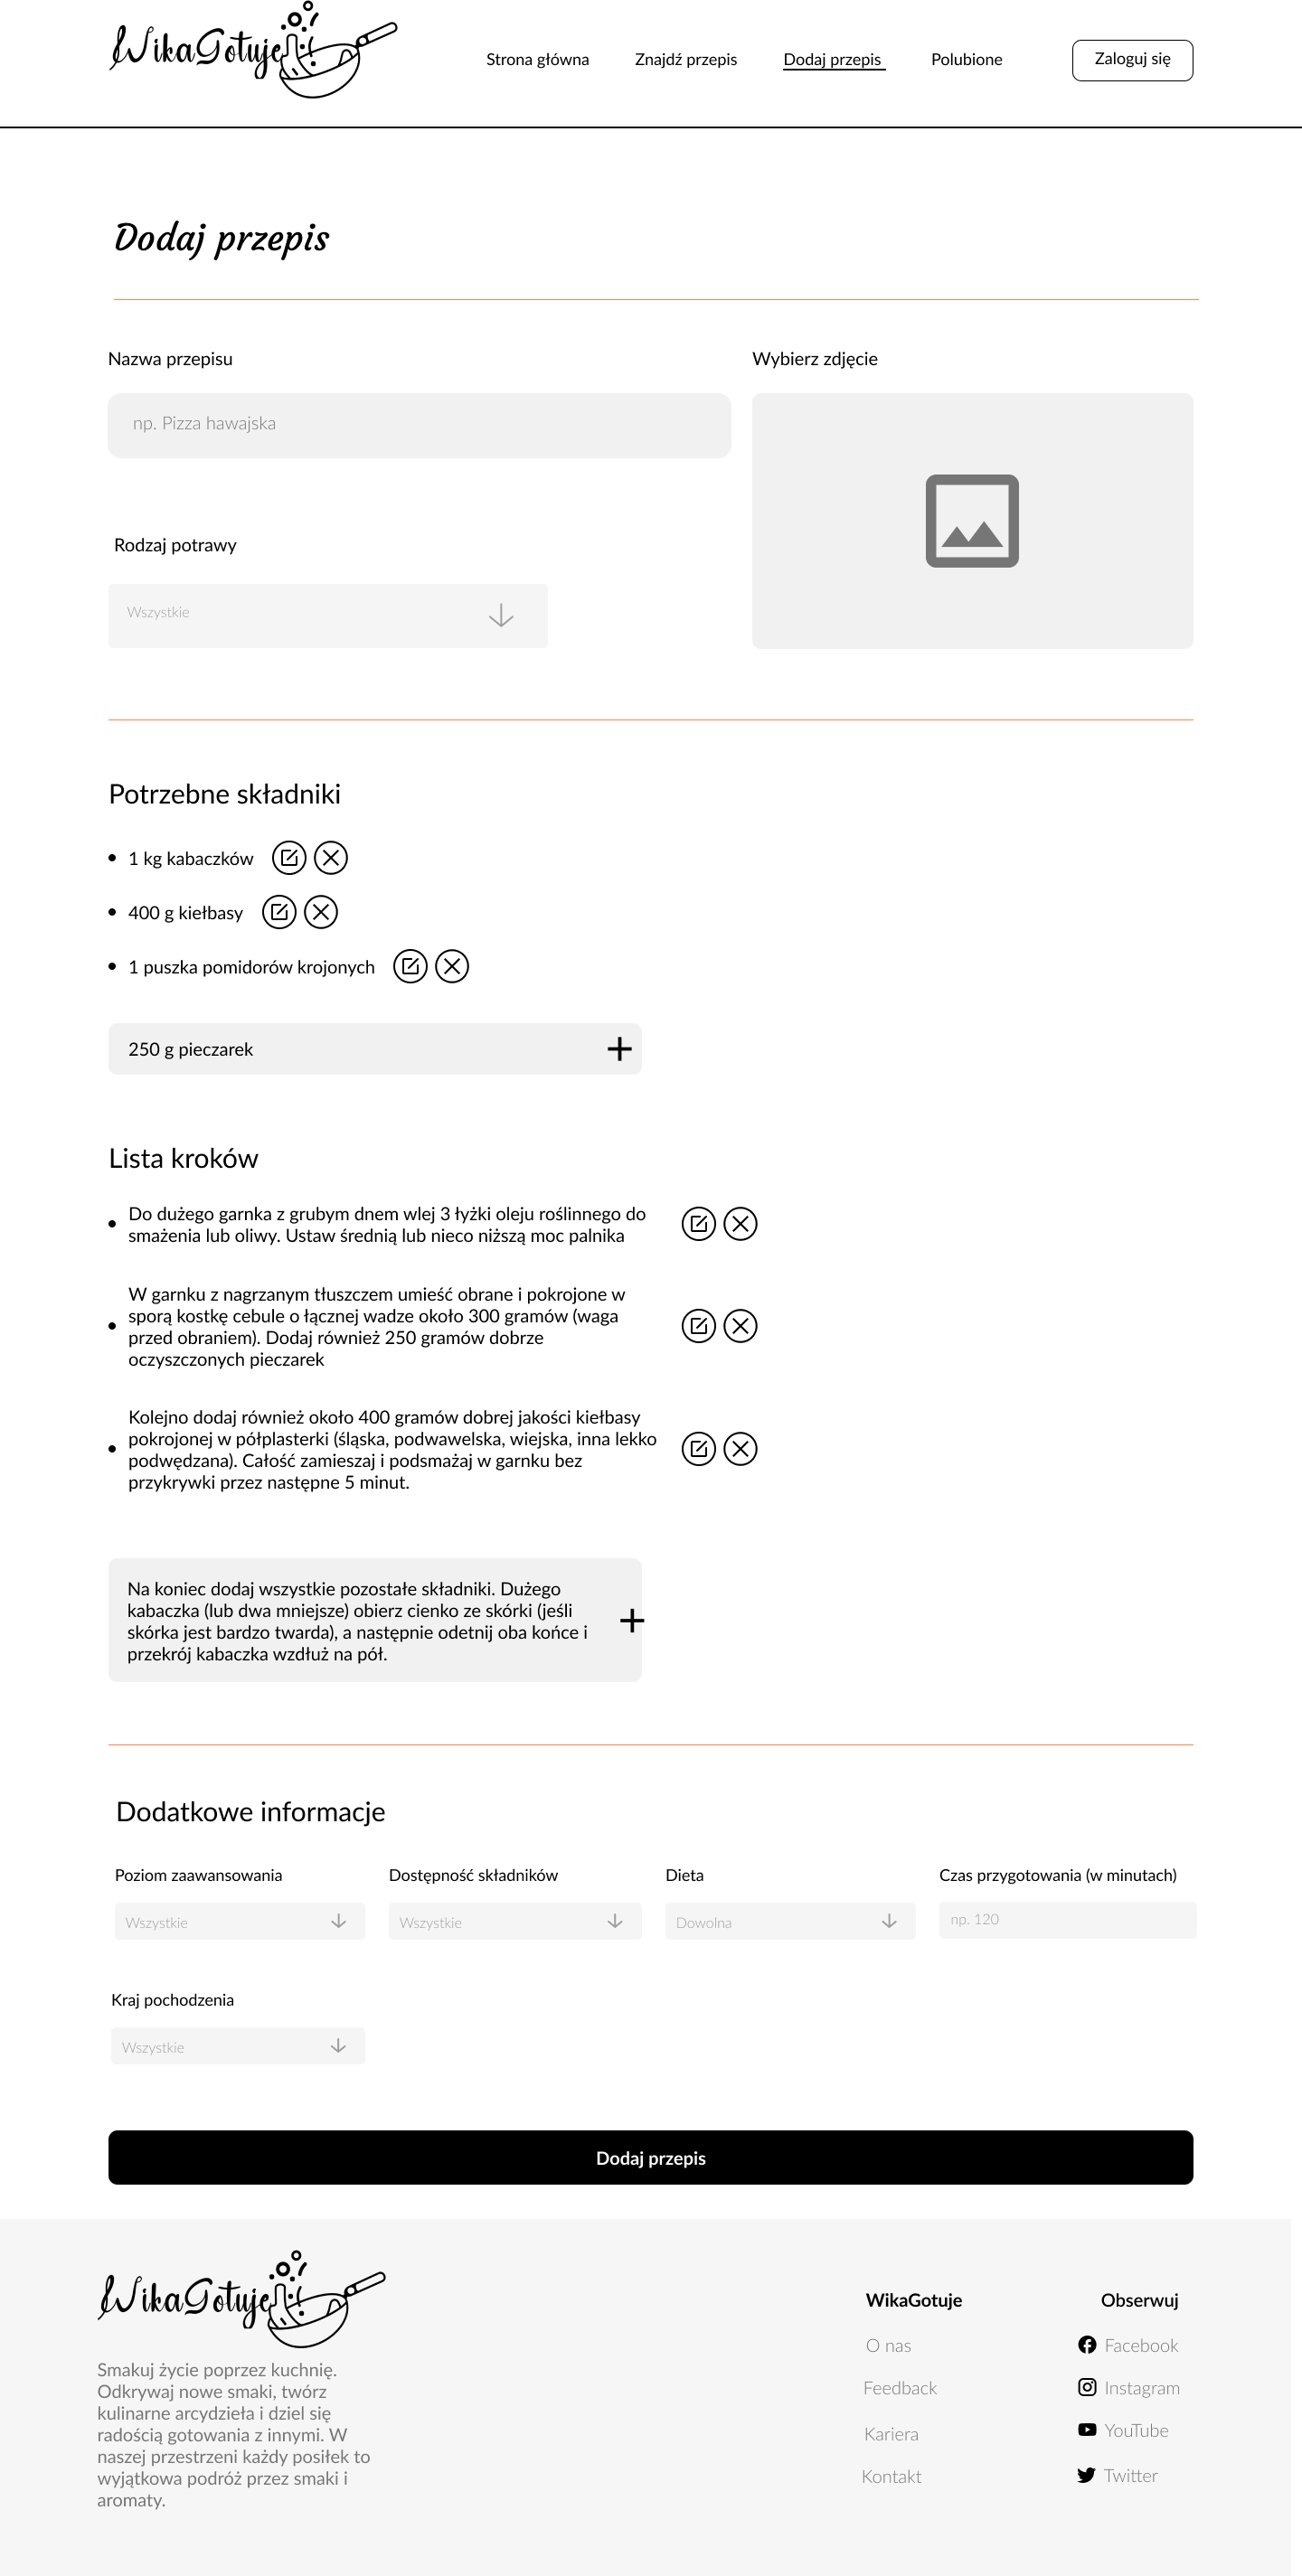 WikaGotuje
Strona główna
Znajdź przepis
Dodaj przepis
Polubione
Zaloguj się
Dodaj przepis
Nazwa przepisu
np. Pizza hawajska
Wybierz zdjęcie
Rodzaj potrawy
Wszystkie
Potrzebne składniki
1 kg kabaczków
400 g kiełbasy
1 puszka pomidorów krojonych
250 g pieczarek
Lista kroków
Do dużego garnka z grubym dnem wlej 3 łyżki oleju roślinnego do
smażenia lub oliwy. Ustaw średnią lub nieco niższą moc palnika
W garnku z nagrzanym tłuszczem umieść obrane i pokrojone w
sporą kostkę cebule o łącznej wadze około 300 gramów (waga
przed obraniem). Dodaj również 250 gramów dobrze
oczyszczonych pieczarek
Kolejno dodaj również około 400 gramów dobrej jakości kiełbasy
pokrojonej w półplasterki (śląska, podwawelska, wiejska, inna lekko
podwędzana). Całość zamieszaj i podsmażaj w garnku bez
przykrywki przez następne 5 minut.
Na koniec dodaj wszystkie pozostałe składniki. Dużego
kabaczka (lub dwa mniejsze) obierz cienko ze skórki (jeśli
skórka jest bardzo twarda), a następnie odetnij oba końce i
przekrój kabaczka wzdłuż na pół.
Dodatkowe informacje
Poziom zaawansowania
Dostępność składników
Dieta
Czas przygotowania (w minutach)
Wszystkie
Wszystkie
Dowolna
np. 120
Kraj pochodzenia
Wszystkie
Dodaj przepis
WikaGotuje
Smakuj życie poprzez kuchnię.
Odkrywaj nowe smaki, twórz
kulinarne arcydzieła i dziel się
radością gotowania z innymi. W
naszej przestrzeni każdy posiłek to
wyjątkowa podróż przez smaki i
aromaty.
WikaGotuje
O nas
Feedback
Kariera
Kontakt
Obserwuj
Facebook
Instagram
YouTube
Twitter